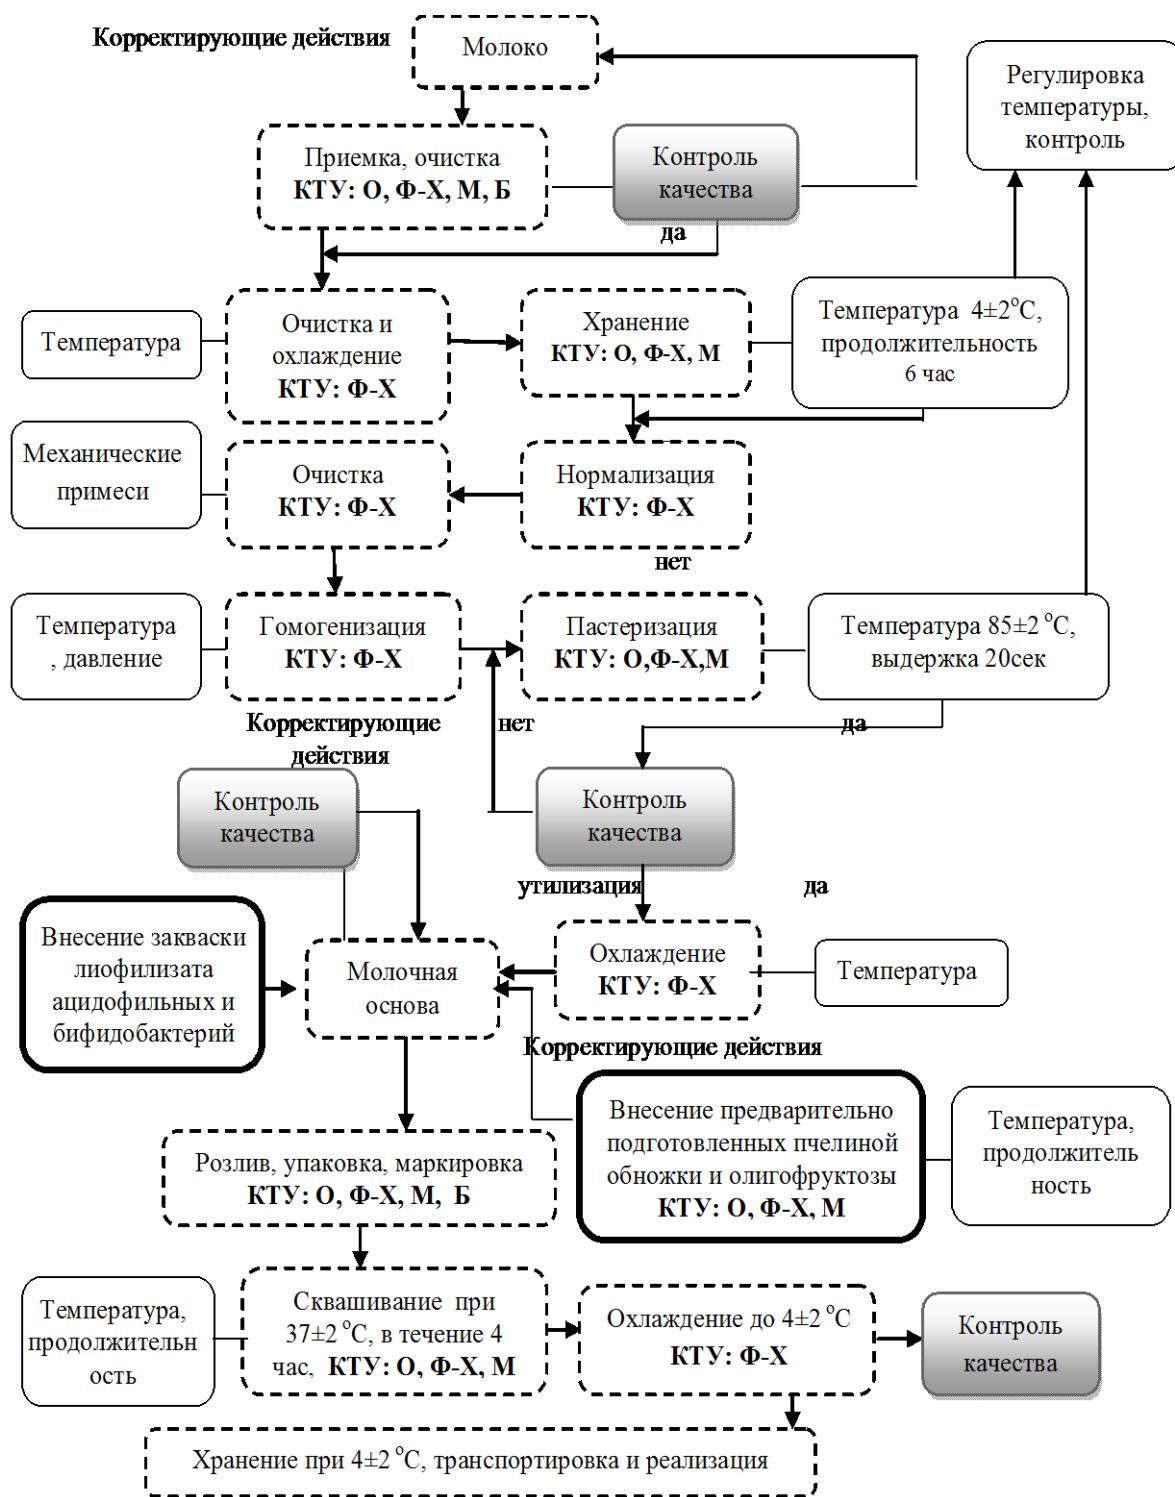 Корректирующие действия
Молоко
Регулировка
температуры,
контроль
Приемка, очистка
КТУ: О, Ф-Х, М, Б
Контроль
качества
да
Температура
Очистка и
охлаждение
КТУ: Ф-Х
Хранение
КТУ: О, Ф-Х, М
Температура 4±2°С,
продолжительность
6 час
Механические
примеси
Очистка
КТУ: Ф-Х
Нормализация
КТУ: Ф-Х
нет
Температура
, давление
Гомогенизация
КТУ: Ф-Х
Пастеризация
КТУ: О,Ф-Х,М
Температура 85±2 °С,
выдержка 20сек
Корректирующие
действия
нет
да
Контроль
качества
Контроль
качества
утилизация
да
Внесение закваски
лиофилизата
ацидофильных и
бифидобактерий
Молочная
основа
Охлаждение
КТУ: Ф-Х
Температура
Корректирующие действия
Внесение предварительно
подготовленных пчелиной
обножки и олигофруктозы
КТУ: О, Ф-Х, М
Температура,
продолжитель
ность
Розлив, упаковка, маркировка
КТУ: О, Ф-Х, М, Б
Температура,
продолжительн
ость
Сквашивание при
37±2 °С, в течение 4
час, КТУ: О, Ф-Х, М
Охлаждение до 4±2 °С
КТУ: Ф-Х
Контроль
качества
Хранение при 4±2 °С, транспортировка и реализация